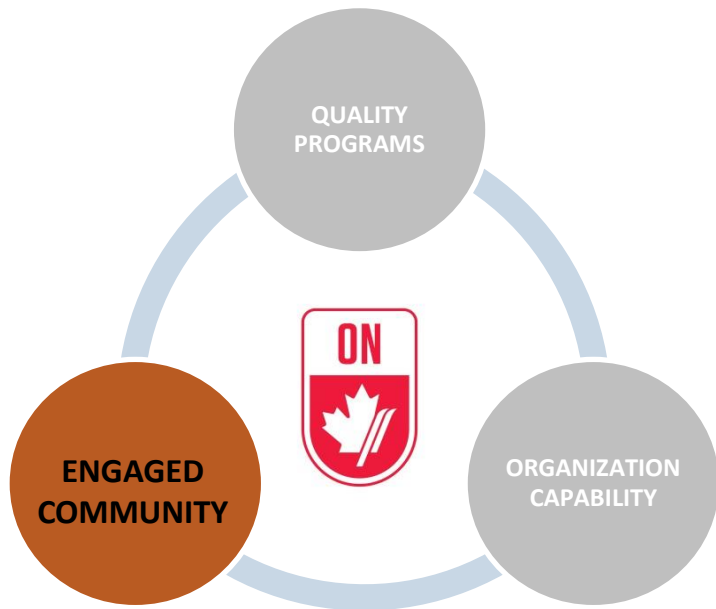 QUALITY
PROGRAMS
ON
ENGAGED
COMMUNITY
ORGANIZATION
CAPABILITY